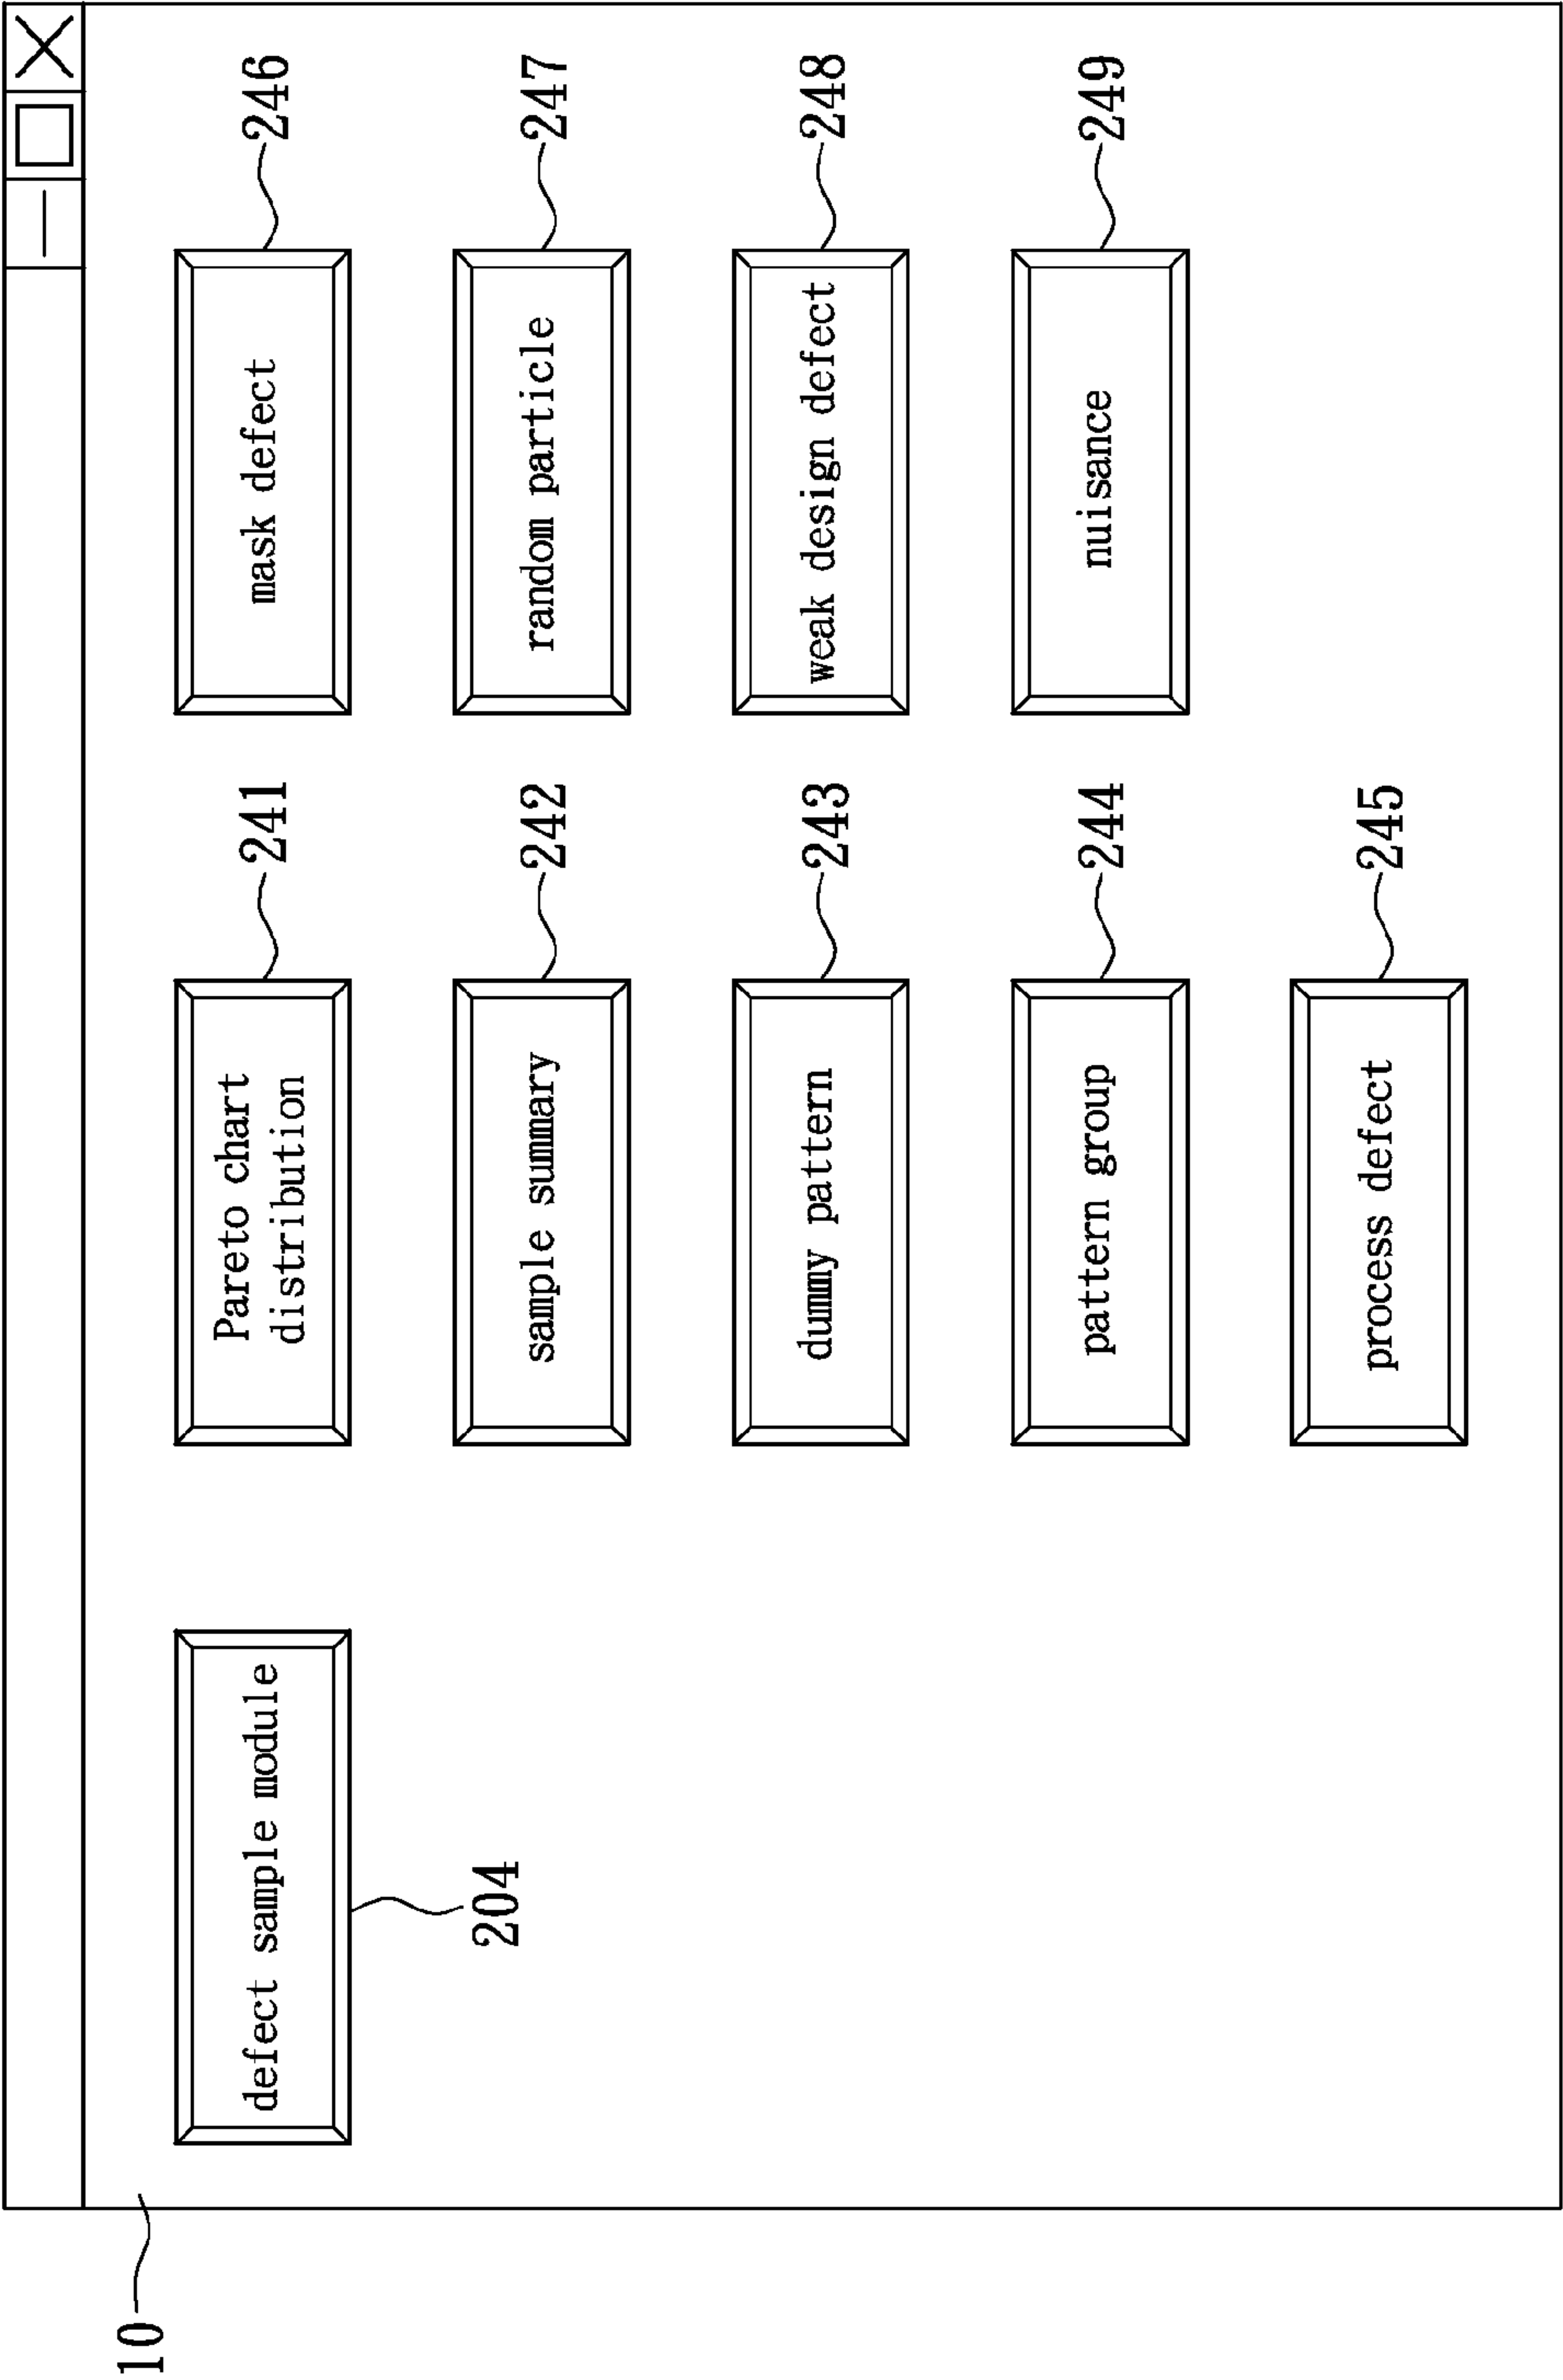 10
defect sample module
204
Pareto chart
distribution
241
sample summary
242
dummy pattern
243
pattern group
244
process defect
245
mask defect
246
random particle
247
weak design defect
248
nuisance
249